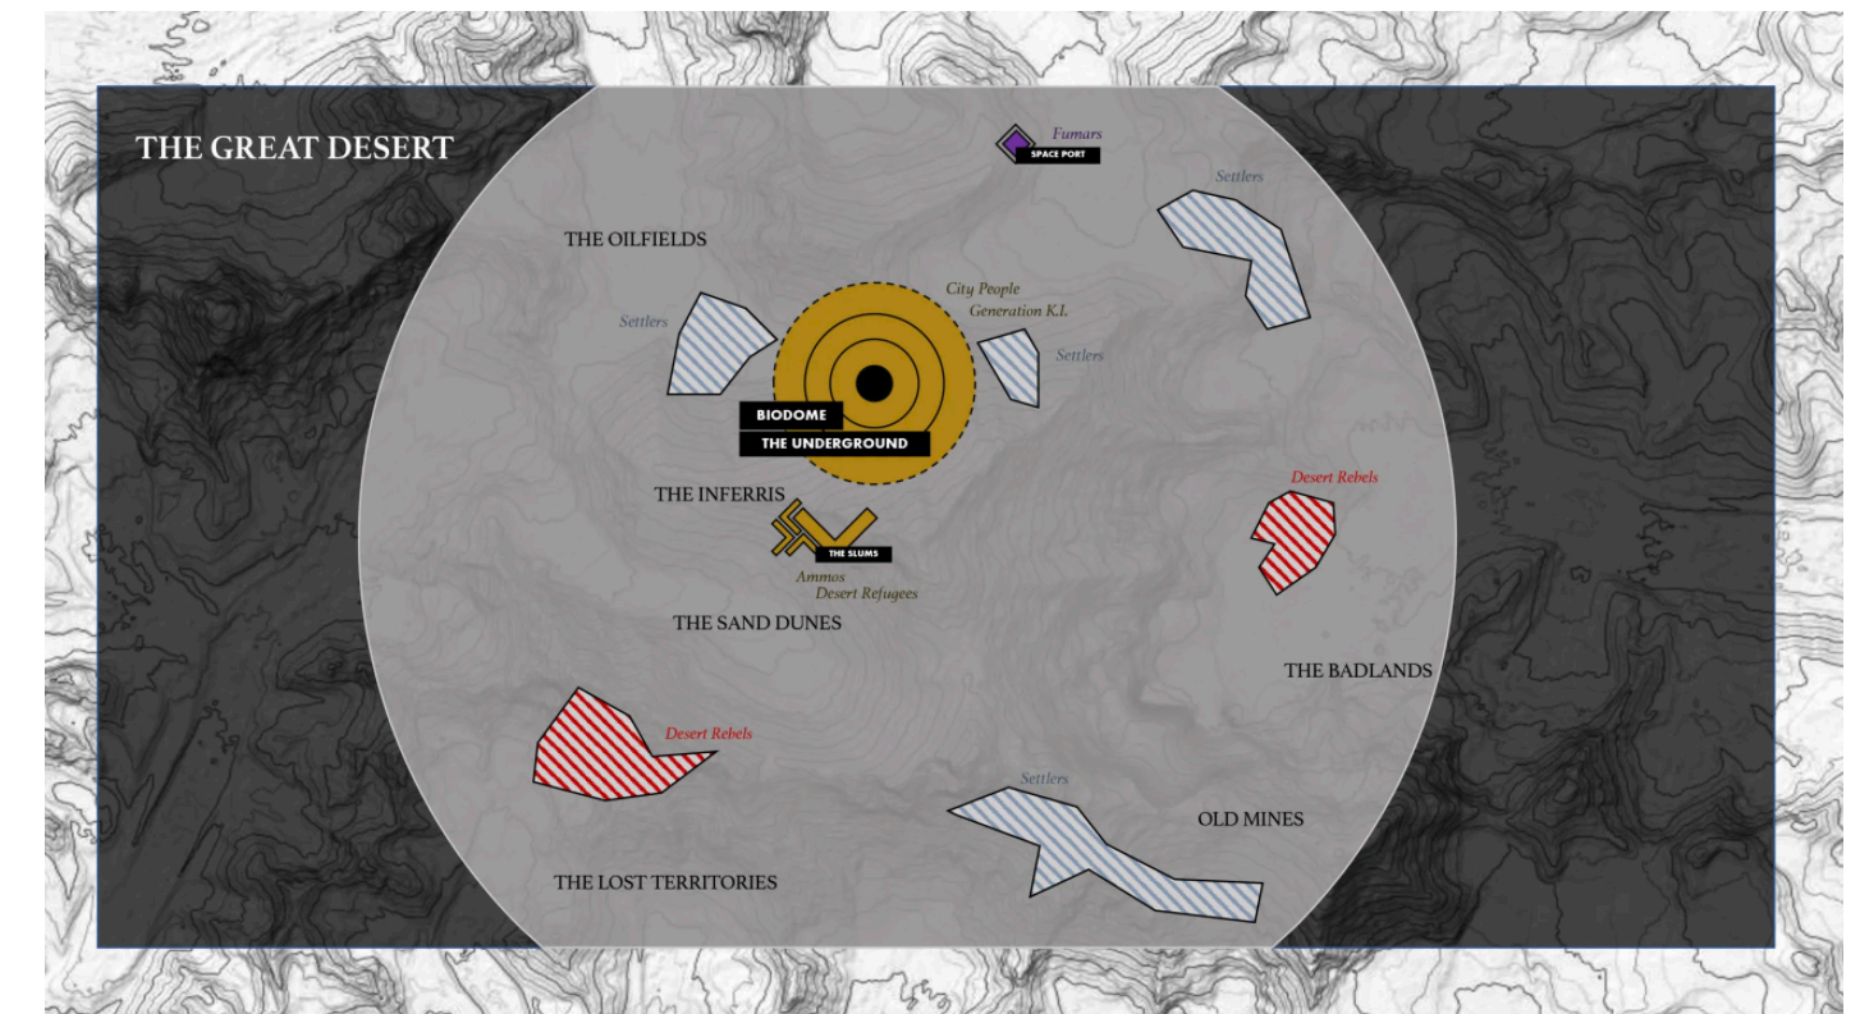 THE GREAT DESERT
Fumars
SPACE PORT
Settlers
THE OILFIELDS
City People
Generation K.I.
Settlers
Settlers
BIODOME
THE UNDERGROUND
Desert Rebels
THE INFERRIS
THE SLUMS
Ammos
Desert Refugees
THE SAND DUNES
THE BADLANDS
Desert Rebels
Settlers
OLD MINES
THE LOST TERRITORIES